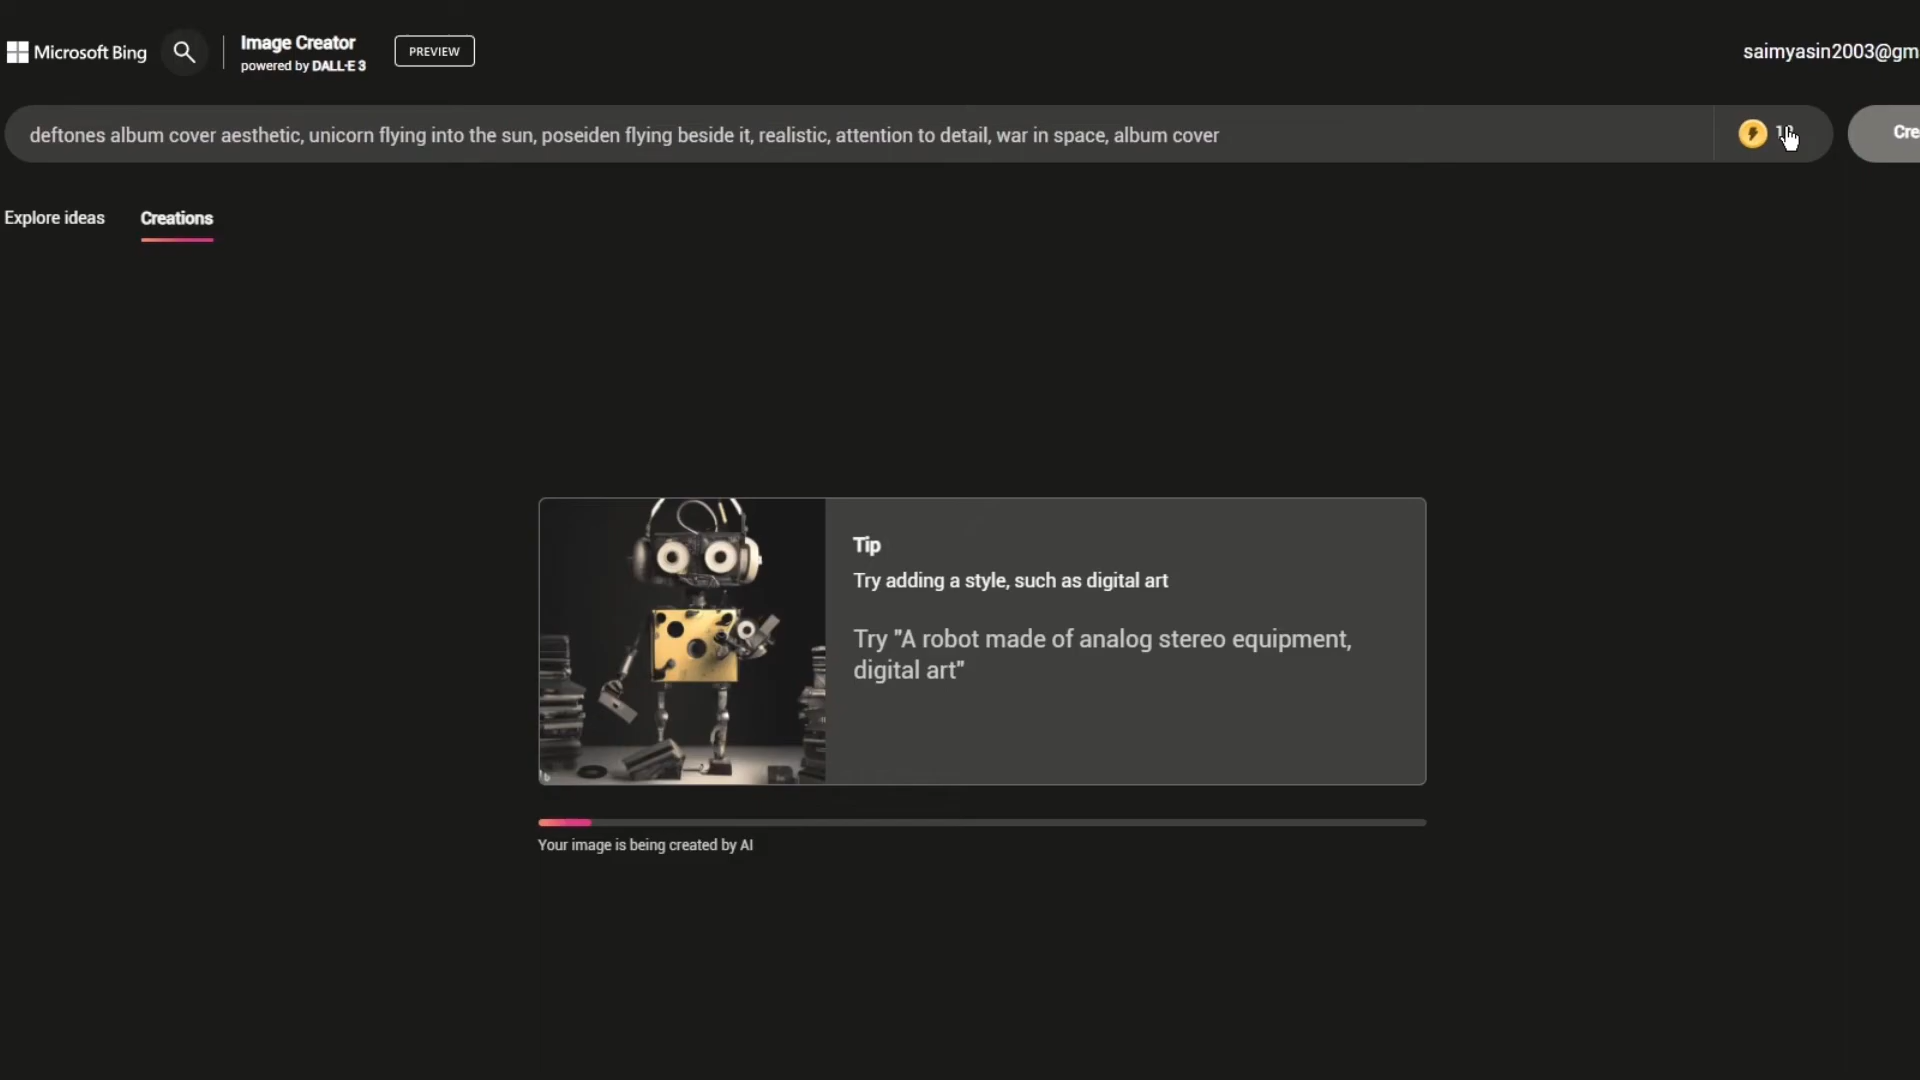 Microsoft Bing
Image Creator
powered by DALL·E 3
PREVIEW
saimyasin2003@gm
deftones album cover aesthetic, unicorn flying into the sun, poseiden flying beside it, realistic, attention to detail, war in space, album cover
Cre
Explore ideas
Creations
Tip
Try adding a style, such as digital art
Try "A robot made of analog stereo equipment,
digital art"
Your image is being created by AI